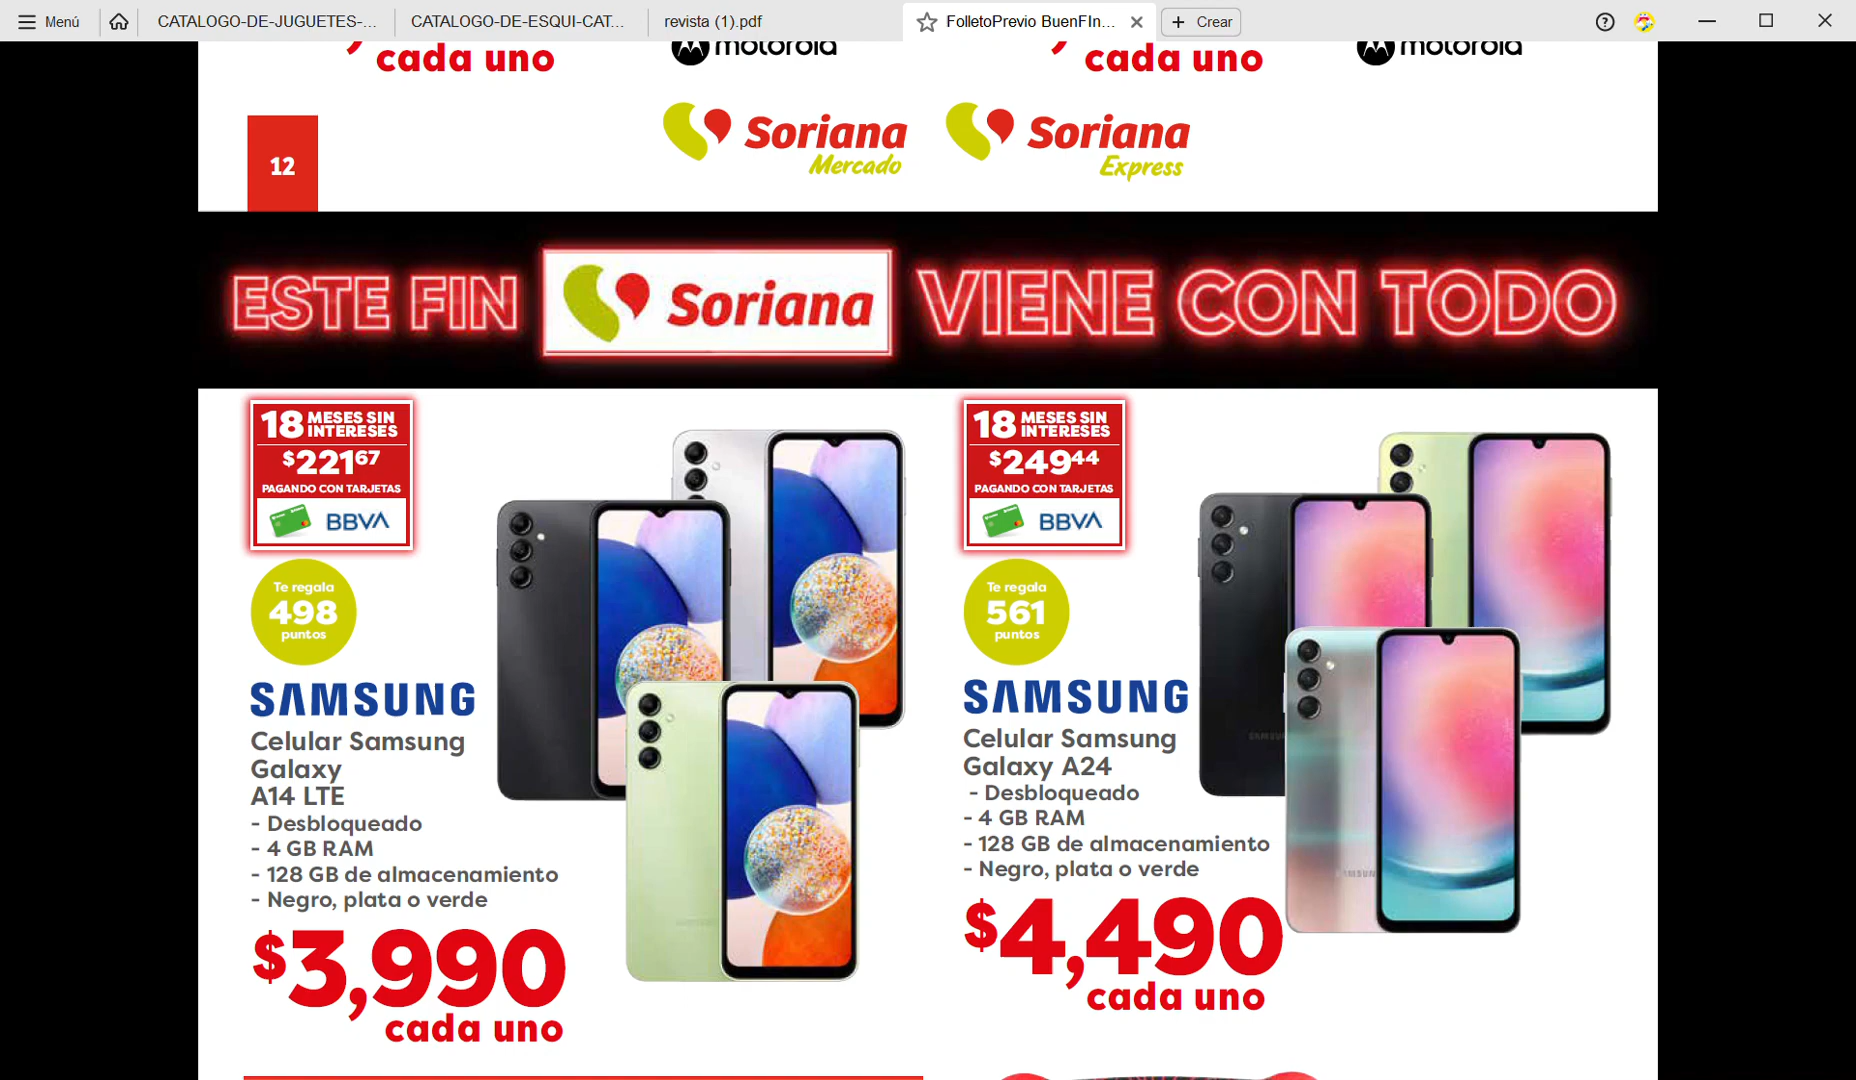 Menú
CATALOGO-DE-JUGUETES-...
CATALOGO-DE-ESQUI-CAT...
revista (1).pdf
FolletoPrevio BuenFIn...
+ Crear
cada uno
motorola
cada uno
motorola
12
Soriana
Mercado
Soriana
Express
ESTE FIN Soriana VIENE CON TODO
18 MESES SIN
INTERESES
$22167
PAGANDO CON TARJETAS
BBVA
Te regala
498
puntos
SAMSUNG
Celular Samsung
Galaxy
A14 LTE
- Desbloqueado
- 4 GB RAM
- 128 GB de almacenamiento
- Negro, plata o verde
$3,990
cada uno
18 MESES SIN
INTERESES
$24944
PAGANDO CON TARJETAS
BBVA
Te regala
561
puntos
SAMSUNG
Celular Samsung
Galaxy A24
- Desbloqueado
- 4 GB RAM
- 128 GB de almacenamiento
- Negro, plata o verde
$4,490
cada uno